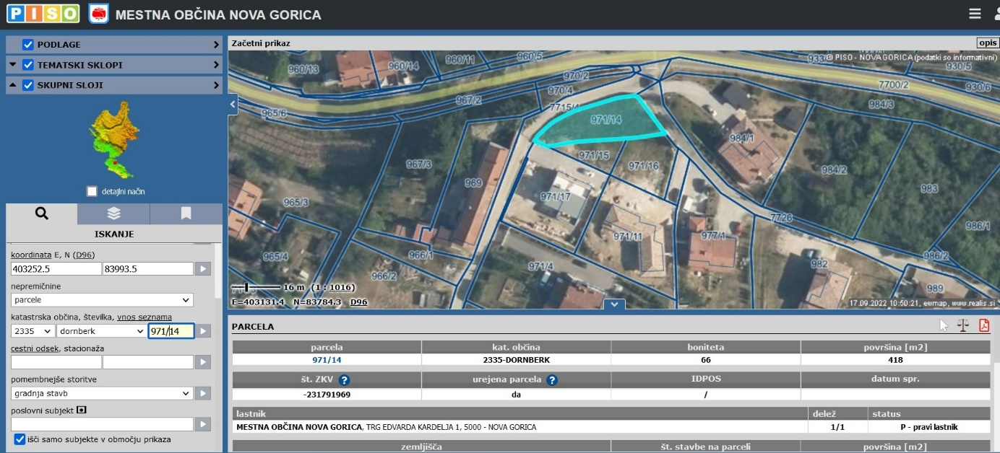 PISO MESTNA OBČINA NOVA GORICA
PODLAGE
TEMATSKI SKLOPI
SKUPNI SLOJI
detajlni način
ISKANJE
koordinata E, N (D96)
403252.5 83993.5
nepremičnine
parcele
katastrska občina, številka, vnos seznama
2335 dornberk 971/14
cestni odsek, stacionaža
pomembnejše storitve
gradnja stavb
poslovni subjekt
išči samo subjekte v območju prikaza
Začetni prikaz
opis
© PISO - NOVA GORICA (podatki so informativni)
960/13
960/14
960/11
960/5
933/
930/5
970/2
7700/2
930/6
970/4
967/2
984/3
965/6
7715/4
971/14
984/1
971/15
971/16
967/3
984/2
969
983
971/17
965/3
7726
986/1
971/11
977/1
965/4
966/1
986/2
971/4
982
966/2
989
16 m (1 : 1016)
E=403131.4 N=83784.3 D96
17.09.2022 10:50:21, ewmap, www.realis.si
PARCELA
parcela kat. občina boniteta površina [m2]
971/14 2335-DORNBERK 66 418
št. ZKV ? urejena parcela ? IDPOS datum spr.
-231791969 da /
lastnik delež status
MESTNA OBČINA NOVA GORICA, TRG EDVARDA KARDELJA 1, 5000 - NOVA GORICA 1/1 P - pravi lastnik
zemljišča št. stavbe na parceli površina [m2]